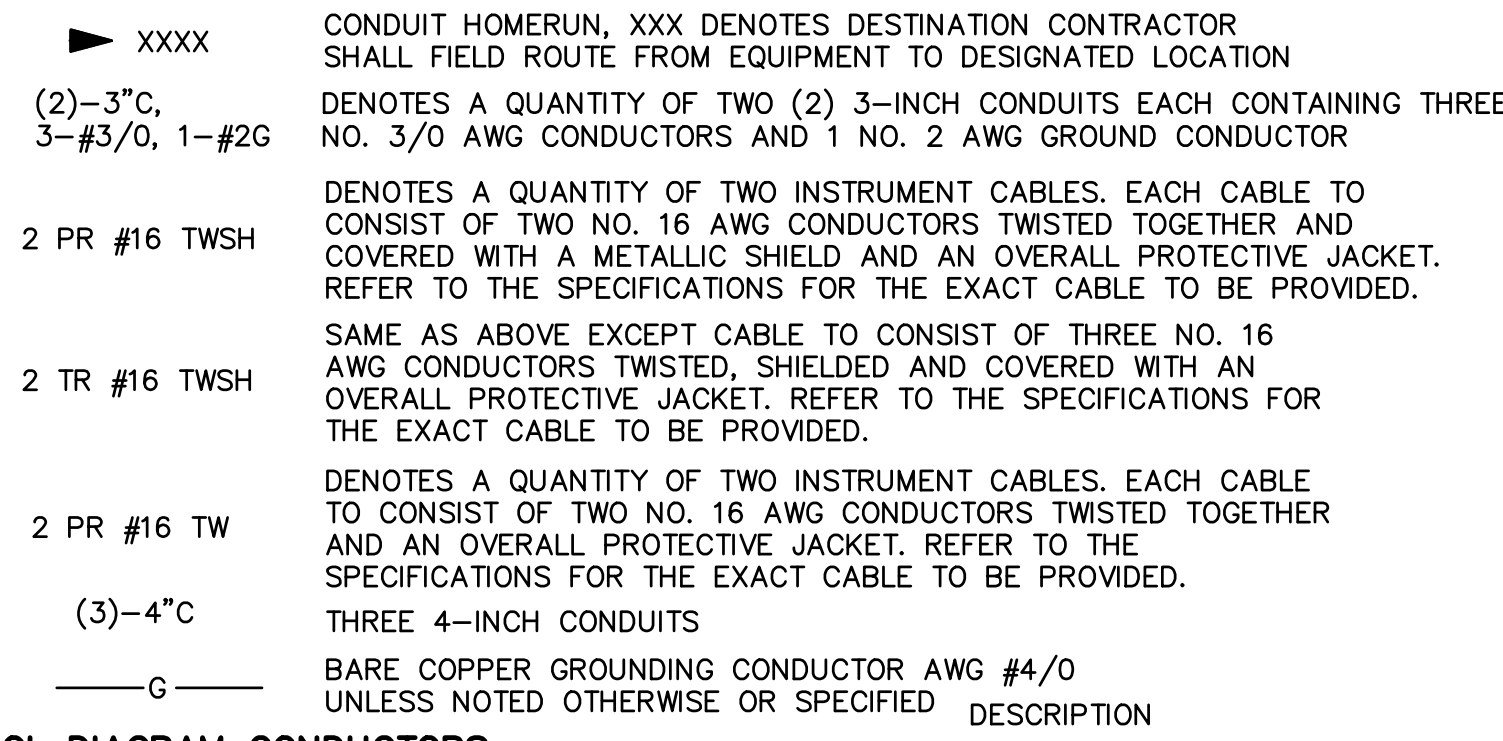 XXXX
CONDUIT HOMERUN, XXX DENOTES DESTINATION CONTRACTOR
SHALL FIELD ROUTE FROM EQUIPMENT TO DESIGNATED LOCATION
(2)–3"C,
3–#3/0, 1–#2G
DENOTES A QUANTITY OF TWO (2) 3–INCH CONDUITS EACH CONTAINING THREE
NO. 3/0 AWG CONDUCTORS AND 1 NO. 2 AWG GROUND CONDUCTOR
2 PR #16 TWSH
DENOTES A QUANTITY OF TWO INSTRUMENT CABLES. EACH CABLE TO
CONSIST OF TWO NO. 16 AWG CONDUCTORS TWISTED TOGETHER AND
COVERED WITH A METALLIC SHIELD AND AN OVERALL PROTECTIVE JACKET.
REFER TO THE SPECIFICATIONS FOR THE EXACT CABLE TO BE PROVIDED.
2 TR #16 TWSH
SAME AS ABOVE EXCEPT CABLE TO CONSIST OF THREE NO. 16
AWG CONDUCTORS TWISTED, SHIELDED AND COVERED WITH AN
OVERALL PROTECTIVE JACKET. REFER TO THE SPECIFICATIONS FOR
THE EXACT CABLE TO BE PROVIDED.
2 PR #16 TW
DENOTES A QUANTITY OF TWO INSTRUMENT CABLES. EACH CABLE
TO CONSIST OF TWO NO. 16 AWG CONDUCTORS TWISTED TOGETHER
AND AN OVERALL PROTECTIVE JACKET. REFER TO THE
SPECIFICATIONS FOR THE EXACT CABLE TO BE PROVIDED.
(3)–4"C
THREE 4–INCH CONDUITS
G
BARE COPPER GROUNDING CONDUCTOR AWG #4/0
UNLESS NOTED OTHERWISE OR SPECIFIED
DESCRIPTION
DIAGRAM CONDUCTORS